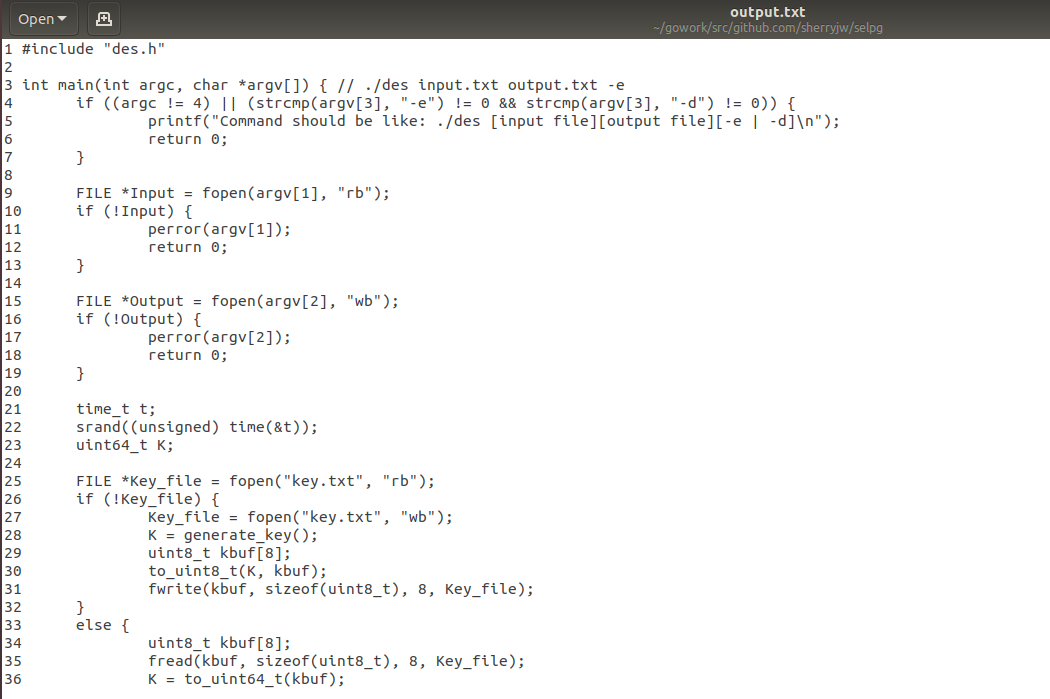 Open
output.txt
~/gowork/src/github.com/sherryjw/selpg
1 #include "des.h"
2
3 int main(int argc, char *argv[]) { // ./des input.txt output.txt -e
4 if ((argc != 4) || (strcmp(argv[3], "-e") != 0 && strcmp(argv[3], "-d") != 0)) {
5 printf("Command should be like: ./des [input file][output file][-e | -d]\n");
6 return 0;
7 }
8
9 FILE *Input = fopen(argv[1], "rb");
10 if (!Input) {
11 perror(argv[1]);
12 return 0;
13 }
14
15 FILE *Output = fopen(argv[2], "wb");
16 if (!Output) {
17 perror(argv[2]);
18 return 0;
19 }
20
21 time_t t;
22 srand((unsigned) time(&t));
23 uint64_t K;
24
25 FILE *Key_file = fopen("key.txt", "rb");
26 if (!Key_file) {
27 Key_file = fopen("key.txt", "wb");
28 K = generate_key();
29 uint8_t kbuf[8];
30 to_uint8_t(K, kbuf);
31 fwrite(kbuf, sizeof(uint8_t), 8, Key_file);
32 }
33 else {
34 uint8_t kbuf[8];
35 fread(kbuf, sizeof(uint8_t), 8, Key_file);
36 K = to_uint64_t(kbuf);